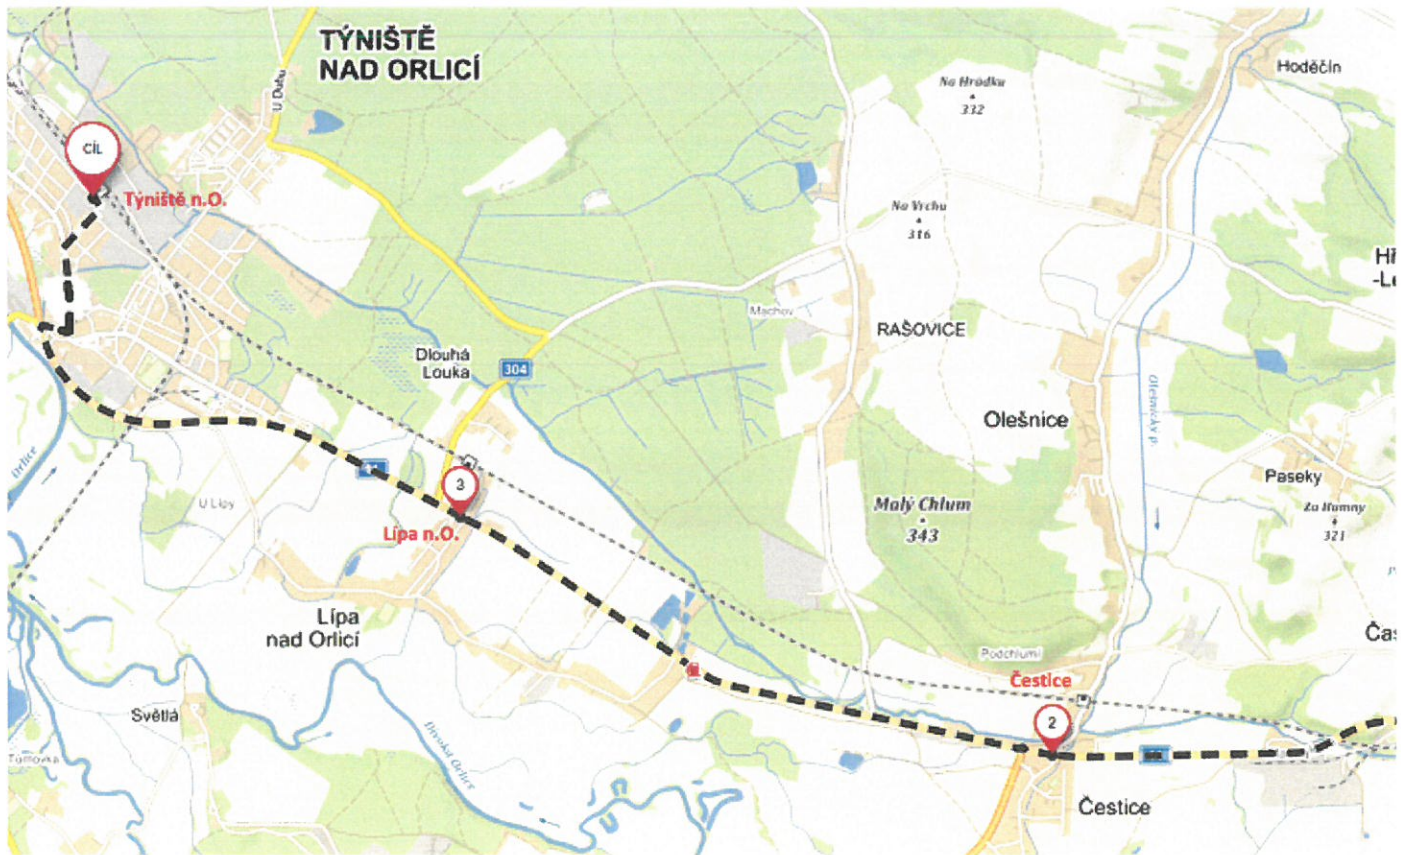 TÝNIŠTĚ
NAD ORLICÍ
U Dubu
Hoděčín
Na Hrádku
332
CÍL
Týniště n.O.
Na Vrchu
316
Machov
RAŠOVICE
Dlouhá
Louka
304
Olešnice
Olešnický p.
Paseky
Za Humny
321
3
U Lípy
Orlice
Lípa n.O.
Malý Chlum
343
Lípa
nad Orlicí
Podchlumí
Čestice
2
Světlá
Divoká Orlice
Čestice